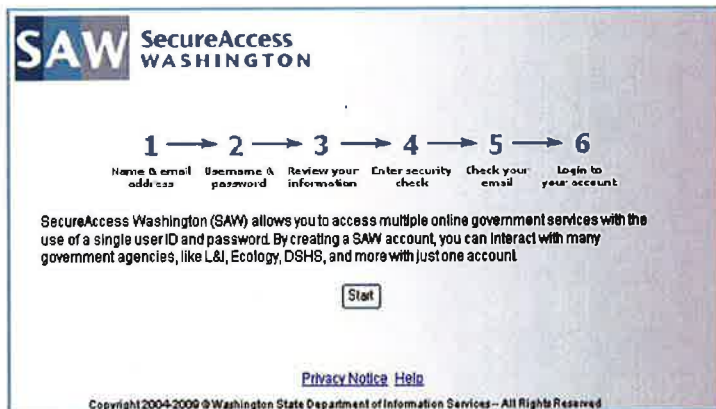 SAW SecureAccess
WASHINGTON
1 → 2 → 3 → 4 → 5 → 6
Name & email address Username & password Review your information Enter security check Check your email Login to your account
SecureAccess Washington (SAW) allows you to access multiple online government services with the
use of a single user ID and password. By creating a SAW account, you can interact with many
government agencies, like L&I, Ecology, DSHS, and more with just one account.
Start
Privacy Notice Help
Copyright 2004-2009 © Washington State Department of Information Services -- All Rights Reserved